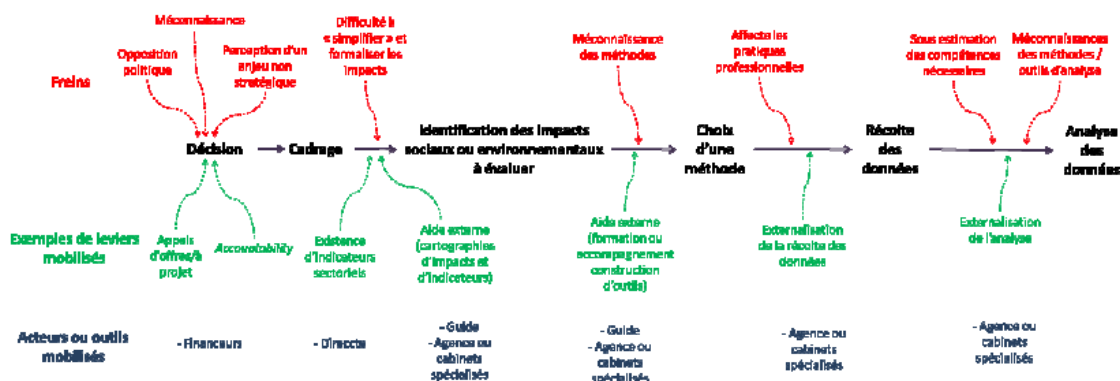 Méconnaissance
Opposition
politique
Perception d'un
enjeu non
stratégique
Difficulté à
« simplifier » et
formaliser les
impacts
Méconnaissance
des méthodes
Affecte les
pratiques
professionnelles
Sous estimation
des compétences
nécessaires
Méconnaissances
des méthodes /
outils d'analyse
Freins
Décision
Cadrage
Identification des impacts
sociaux ou environnementaux
à évaluer
Choix
d'une
méthode
Récolte
des
données
Analyse
des
données
Exemples de leviers
mobilisés
Appels
d'offres/à
projet
Accountability
Existence
d'indicateurs
sectoriels
Aide externe
(cartographies
d'impacts et
d'indicateurs)
Aide externe
(formation ou
accompagnement
construction
d'outils)
Externalisation
de la récolte des
données
Externalisation
de l'analyse
Acteurs ou outils
mobilisés
- Financeurs
- Direccte
- Guide
- Agence ou
cabinets
spécialisés
- Guide
- Agence ou
cabinets
spécialisés
- Agence ou
cabinets
spécialisés
- Agence ou
cabinets
spécialisés